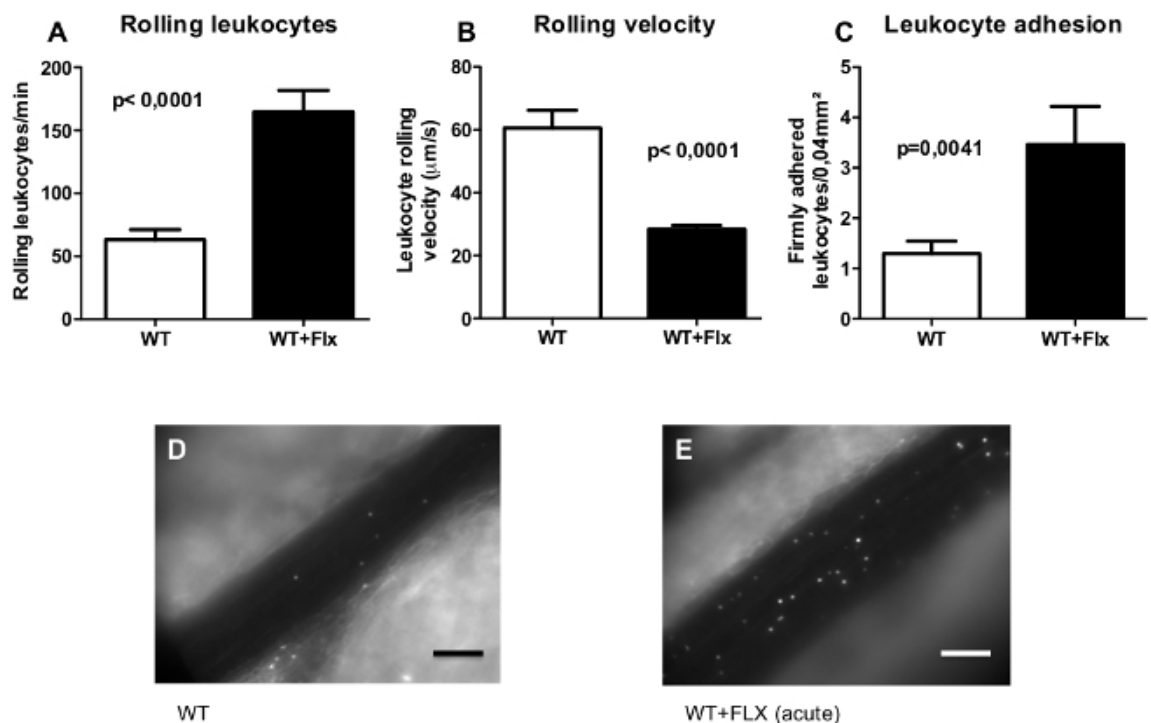 A Rolling leukocytes
Rolling leukocytes/min
200
150
100
50
0
p< 0,0001
WT WT+Flx
B Rolling velocity
Leukocyte rolling
velocity (µm/s)
80
60
40
20
0
p< 0,0001
WT WT+Flx
C Leukocyte adhesion
Firmly adhered
leukocytes/0,04mm²
5
4
3
2
1
0
p=0,0041
WT WT+Flx
D
WT
E
WT+FLX (acute)